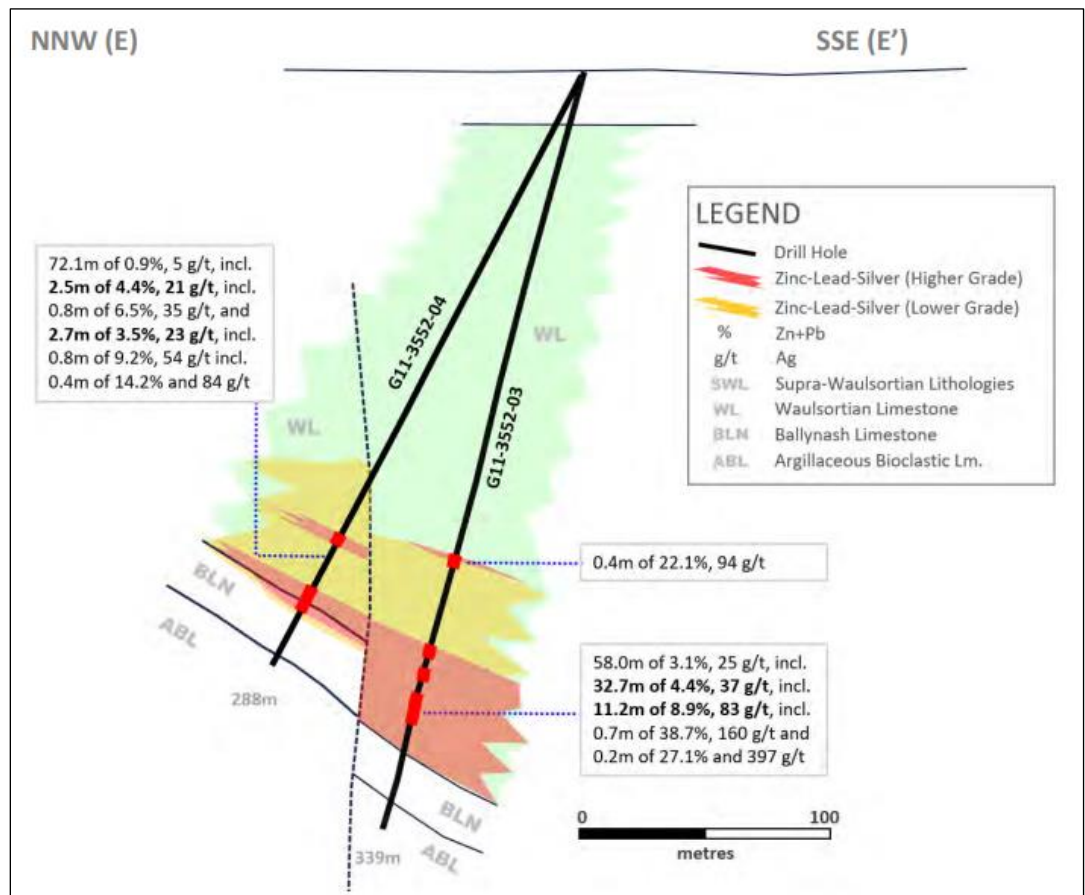 NNW (E)
SSE (E’)
G11-3552-04
G11-3552-03
WL
WL
72.1m of 0.9%, 5 g/t, incl.
2.5m of 4.4%, 21 g/t, incl.
0.8m of 6.5%, 35 g/t, and
2.7m of 3.5%, 23 g/t, incl.
0.8m of 9.2%, 54 g/t incl.
0.4m of 14.2% and 84 g/t
LEGEND
Drill Hole
Zinc-Lead-Silver (Higher Grade)
Zinc-Lead-Silver (Lower Grade)
% Zn+Pb
g/t Ag
SWL Supra-Waulsortian Lithologies
WL Waulsortian Limestone
BLN Ballynash Limestone
ABL Argillaceous Bioclastic Lm.
0.4m of 22.1%, 94 g/t
BLN
ABL
288m
58.0m of 3.1%, 25 g/t, incl.
32.7m of 4.4%, 37 g/t, incl.
11.2m of 8.9%, 83 g/t, incl.
0.7m of 38.7%, 160 g/t and
0.2m of 27.1% and 397 g/t
BLN
ABL
339m
0 100
metres